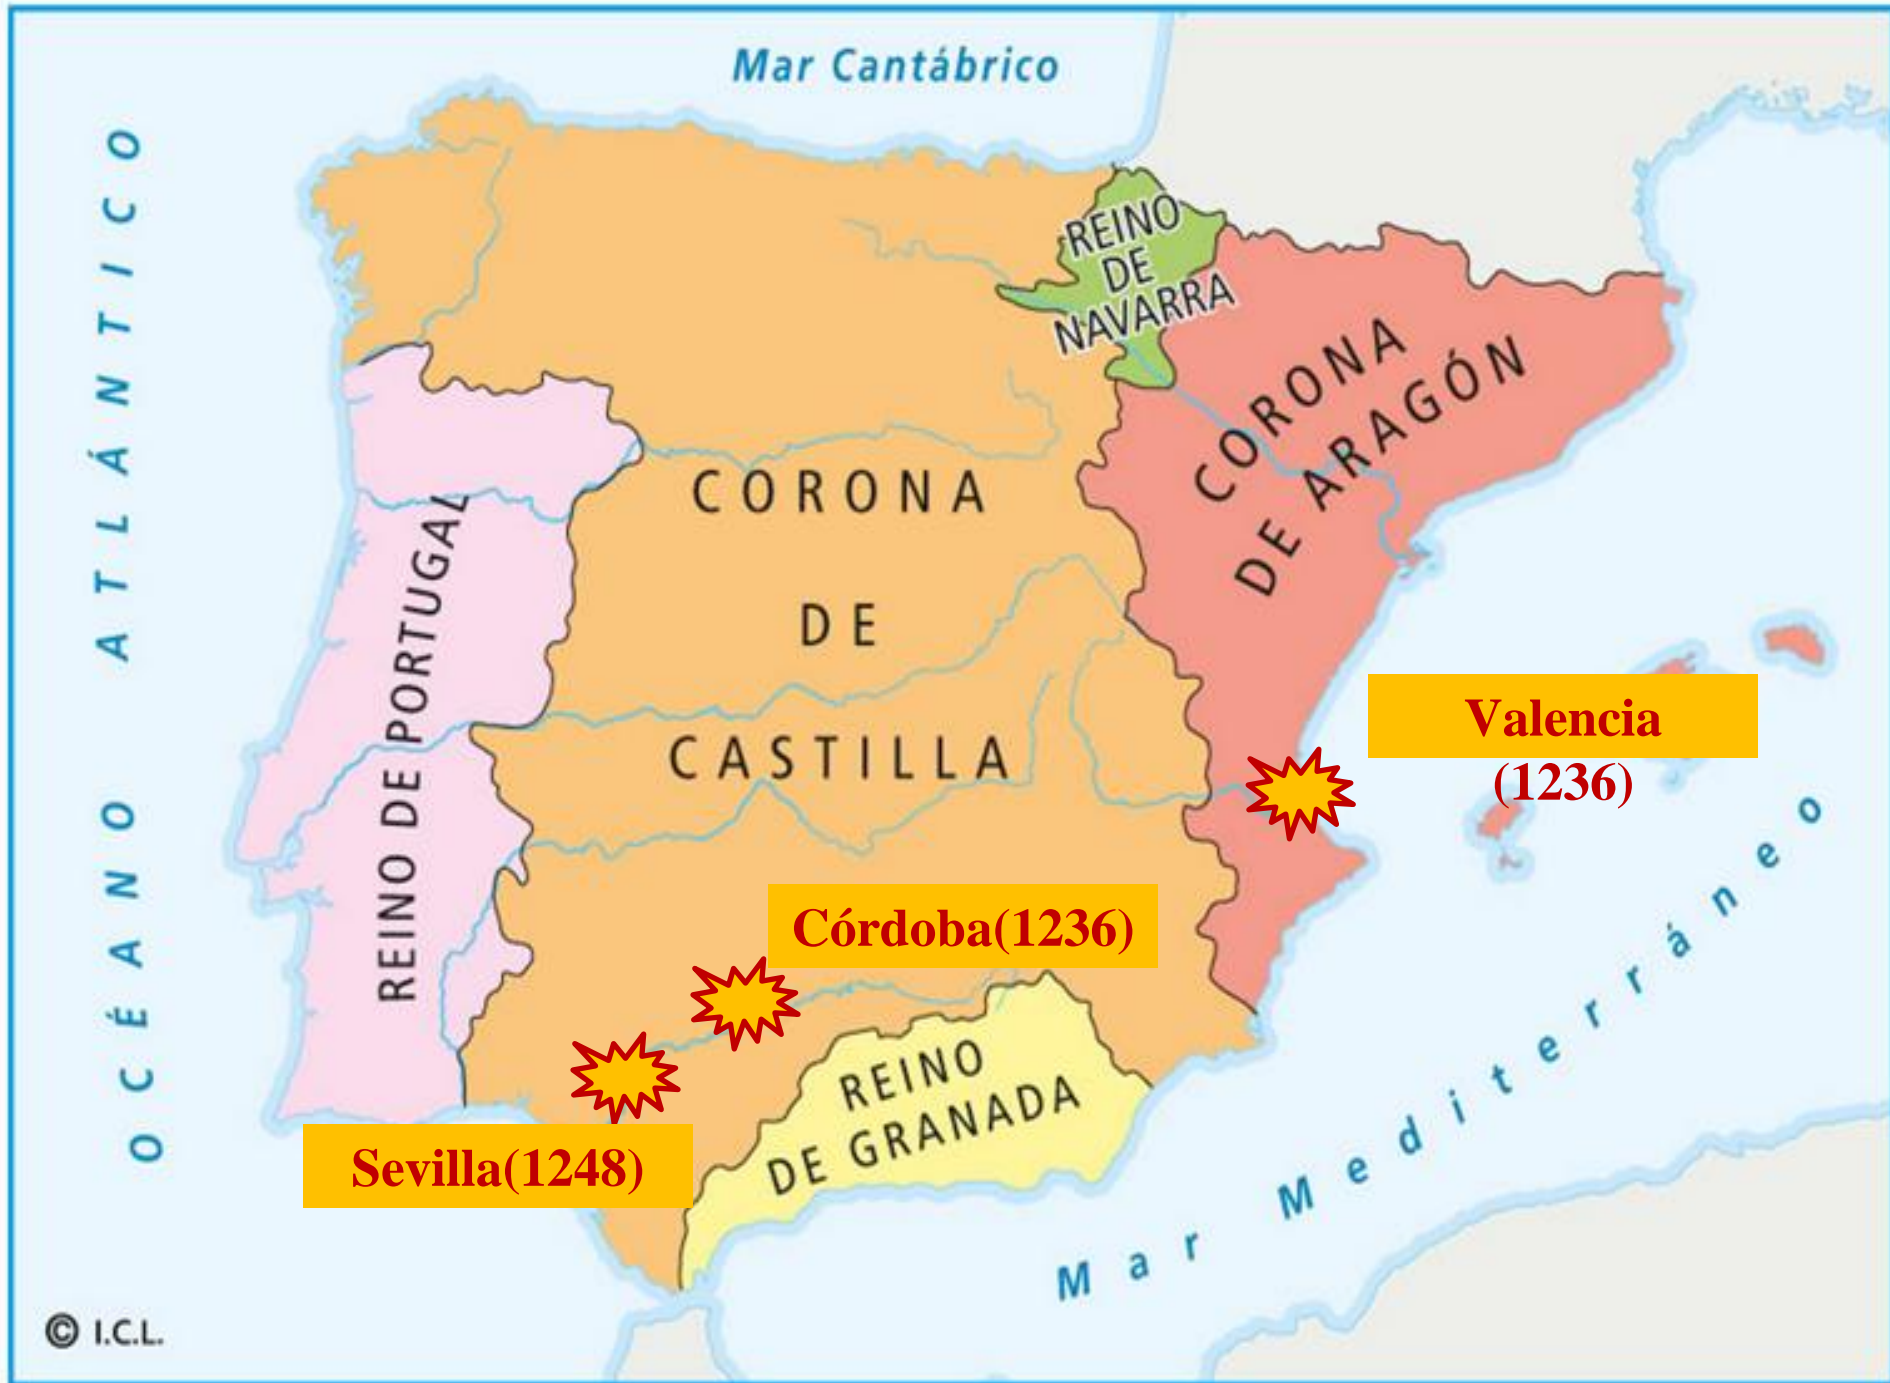 Mar Cantábrico
OCÉANO ATLÁNTICO
REINO
DE
NAVARRA
CORONA
DE ARAGÓN
CORONA
DE
CASTILLA
REINO DE PORTUGAL
Valencia
(1236)
Córdoba(1236)
Sevilla(1248)
REINO
DE GRANADA
Mar Mediterráneo
© I.C.L.